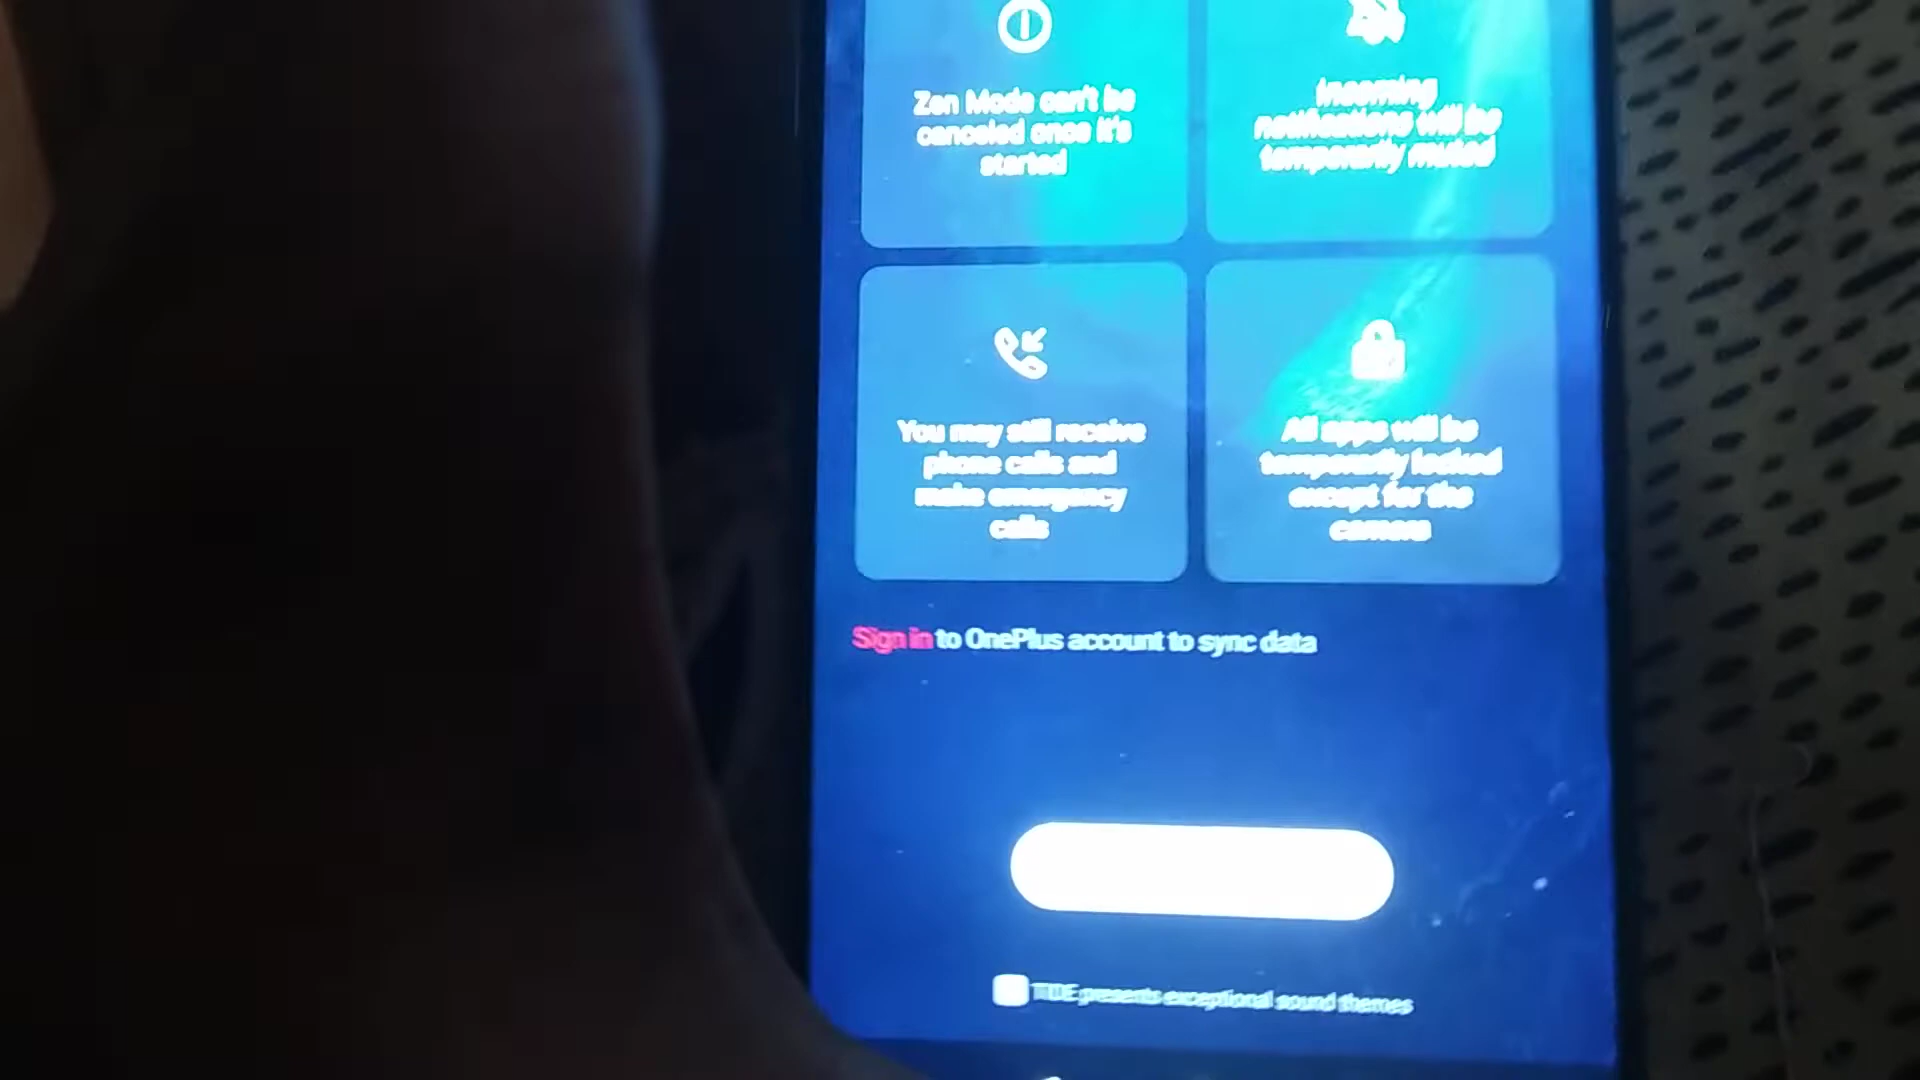 Zen Mode can't be
canceled once it's
started
Incoming
notifications will be
temporarily muted
You may still receive
phone calls and
make emergency
calls
All apps will be
temporarily locked
except for the
camera
Sign in to OnePlus account to sync data
TIDE presents exceptional sound themes